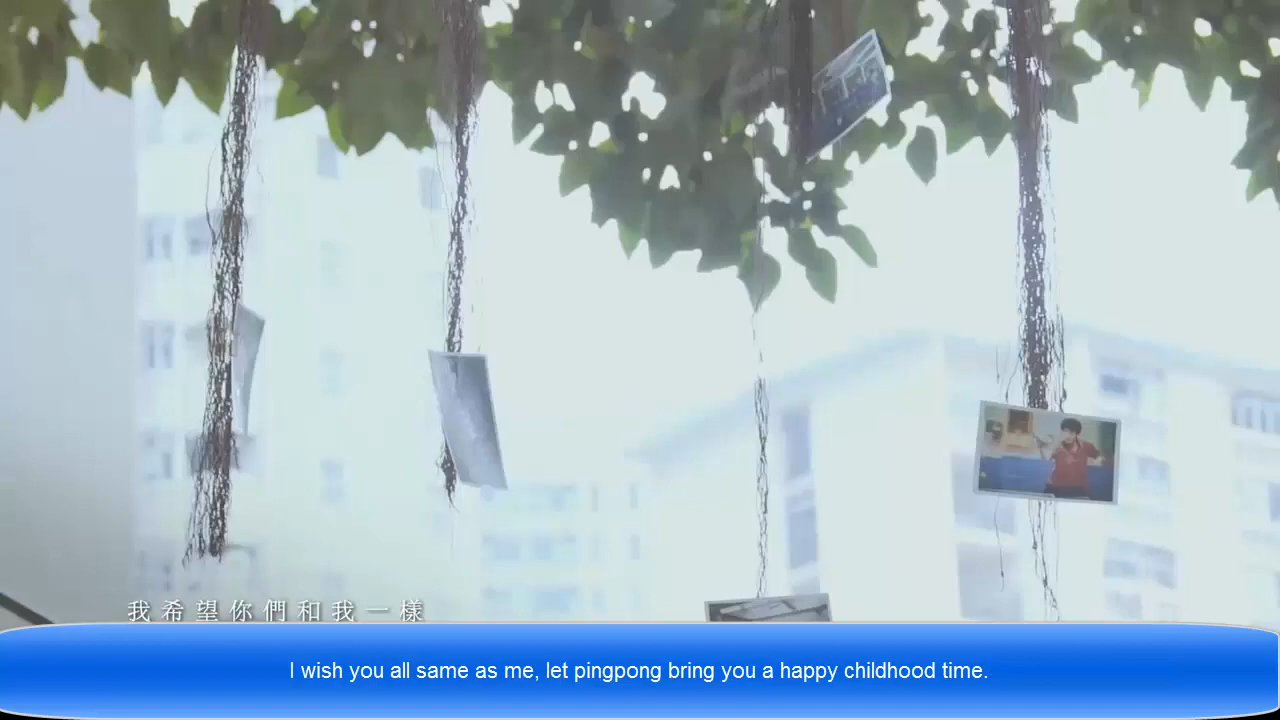 我希望你們和我一樣
I wish you all same as me, let pingpong bring you a happy childhood time.